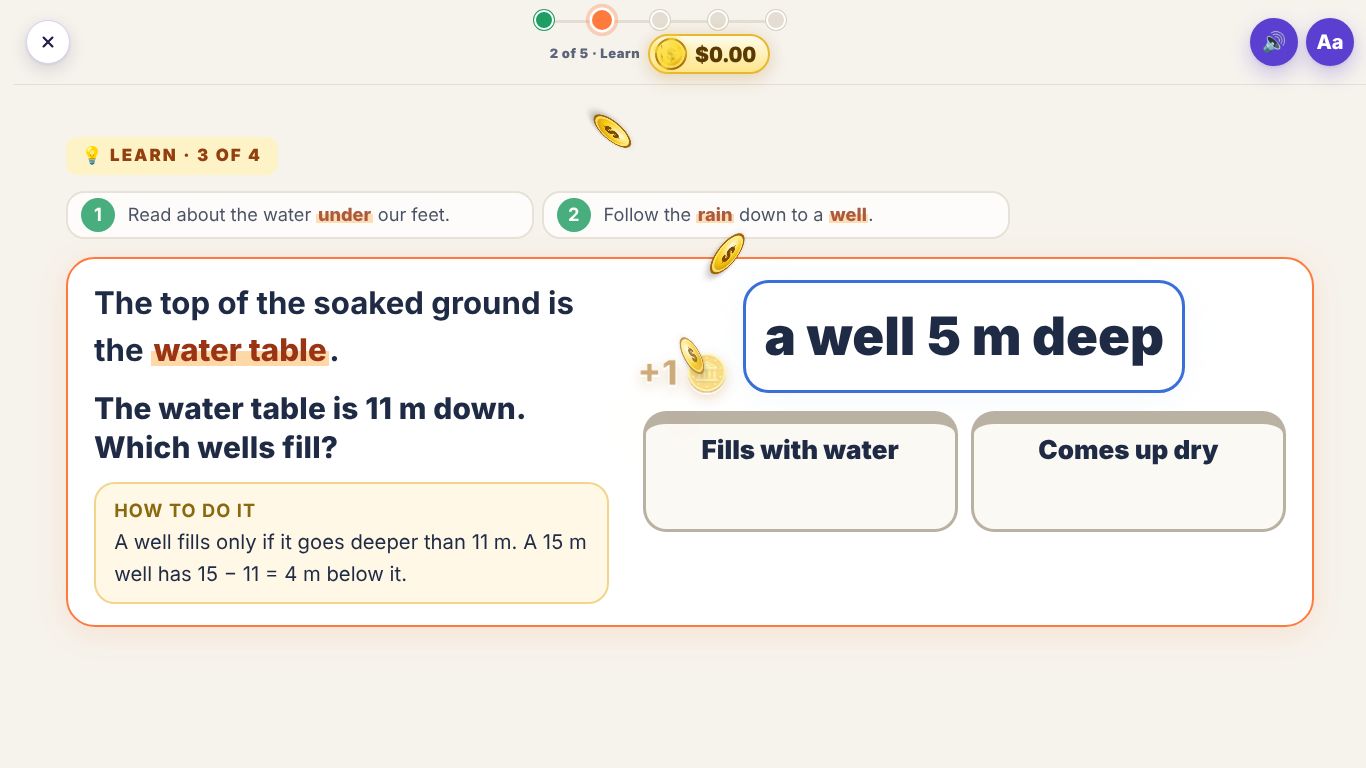 2 of 5 · Learn
$0.00
Aa
💡 LEARN · 3 OF 4
1 Read about the water under our feet.
2 Follow the rain down to a well.
The top of the soaked ground is
the water table.
The water table is 11 m down.
Which wells fill?
HOW TO DO IT
A well fills only if it goes deeper than 11 m. A 15 m
well has 15 − 11 = 4 m below it.
+1
a well 5 m deep
Fills with water
Comes up dry